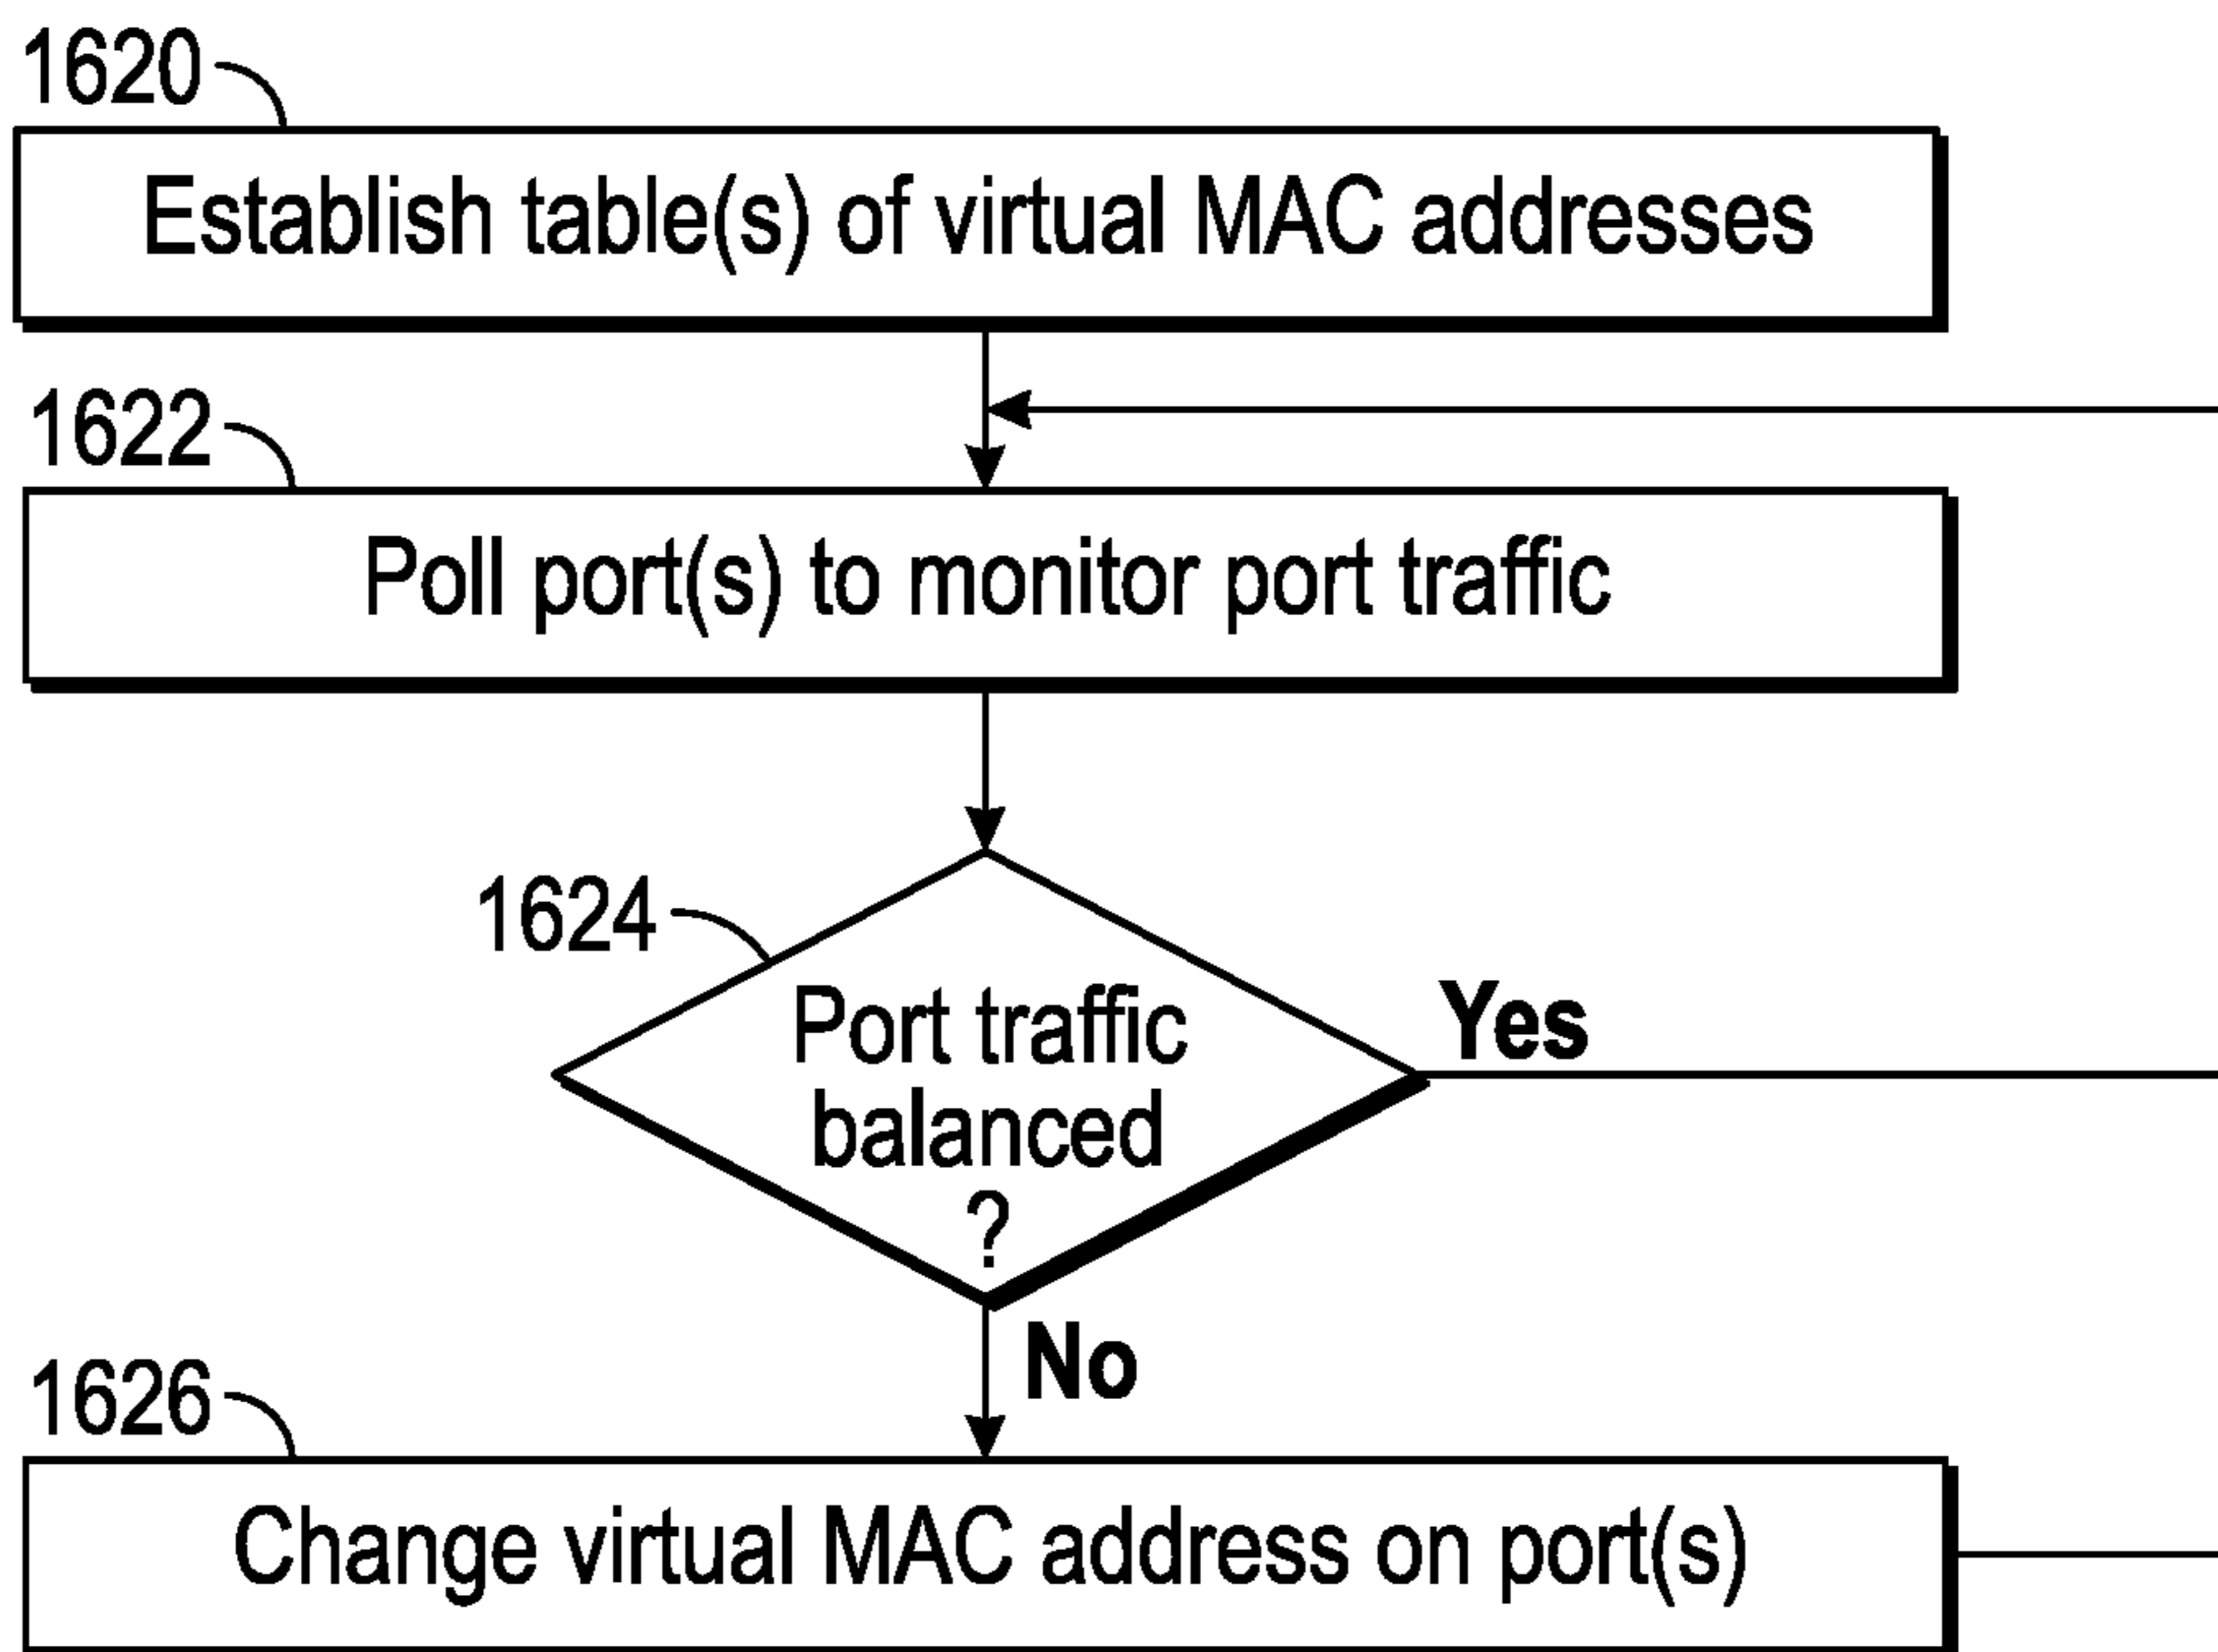 1620
Establish table(s) of virtual MAC addresses
1622
Poll port(s) to monitor port traffic
1624
Port traffic
balanced
?
Yes
No
1626
Change virtual MAC address on port(s)